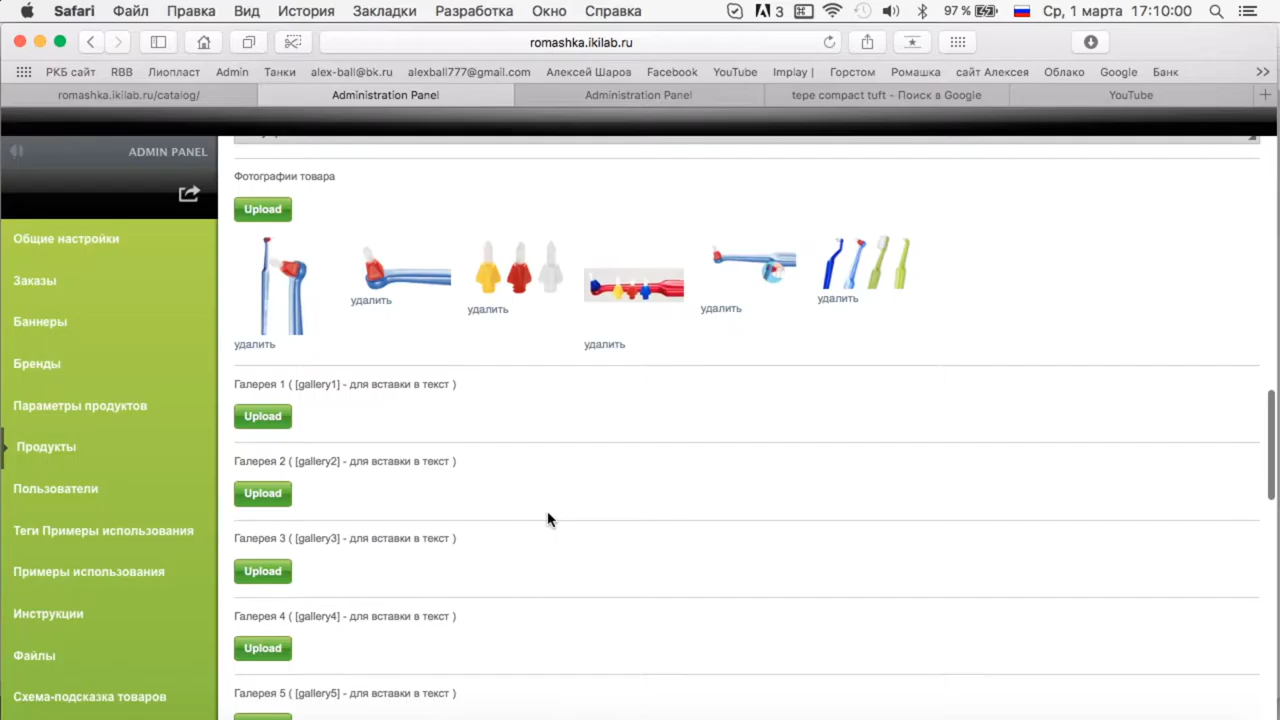 Safari Файл Правка Вид История Закладки Разработка Окно Справка 3 97 % Ср, 1 марта 17:10:00
romashka.ikilab.ru
РКБ сайт RBB Лиопласт Admin Танки alex-ball@bk.ru alexball777@gmail.com Алексей Шаров Facebook YouTube Implay | Горстом Ромашка сайт Алексея Облако Google Банк
romashka.ikilab.ru/catalog/ Administration Panel Administration Panel tepe compact tuft - Поиск в Google YouTube
ADMIN PANEL
Общие настройки
Заказы
Баннеры
Бренды
Параметры продуктов
Продукты
Пользователи
Теги Примеры использования
Примеры использования
Инструкции
Файлы
Схема-подсказка товаров
Фотографии товара
Upload
удалить удалить удалить удалить удалить удалить
Галерея 1 ( [gallery1] - для вставки в текст )
Upload
Галерея 2 ( [gallery2] - для вставки в текст )
Upload
Галерея 3 ( [gallery3] - для вставки в текст )
Upload
Галерея 4 ( [gallery4] - для вставки в текст )
Upload
Галерея 5 ( [gallery5] - для вставки в текст )